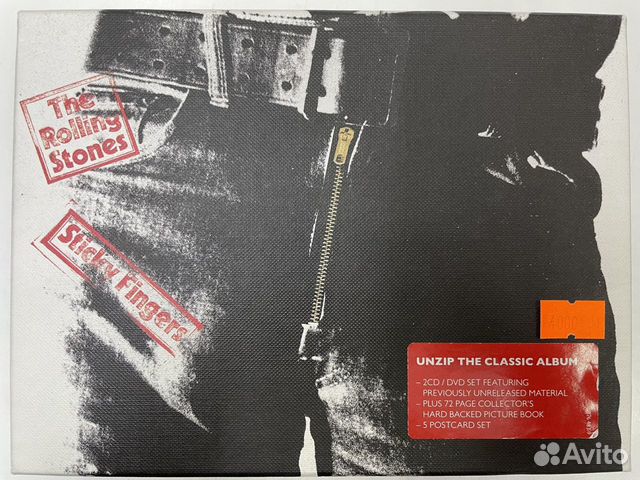 The
Rolling
Stones
Sticky Fingers
UNZIP THE CLASSIC ALBUM
– 2CD / DVD SET FEATURING
PREVIOUSLY UNRELEASED MATERIAL
– PLUS 72 PAGE COLLECTOR'S
HARD BACKED PICTURE BOOK
– 5 POSTCARD SET
Avito